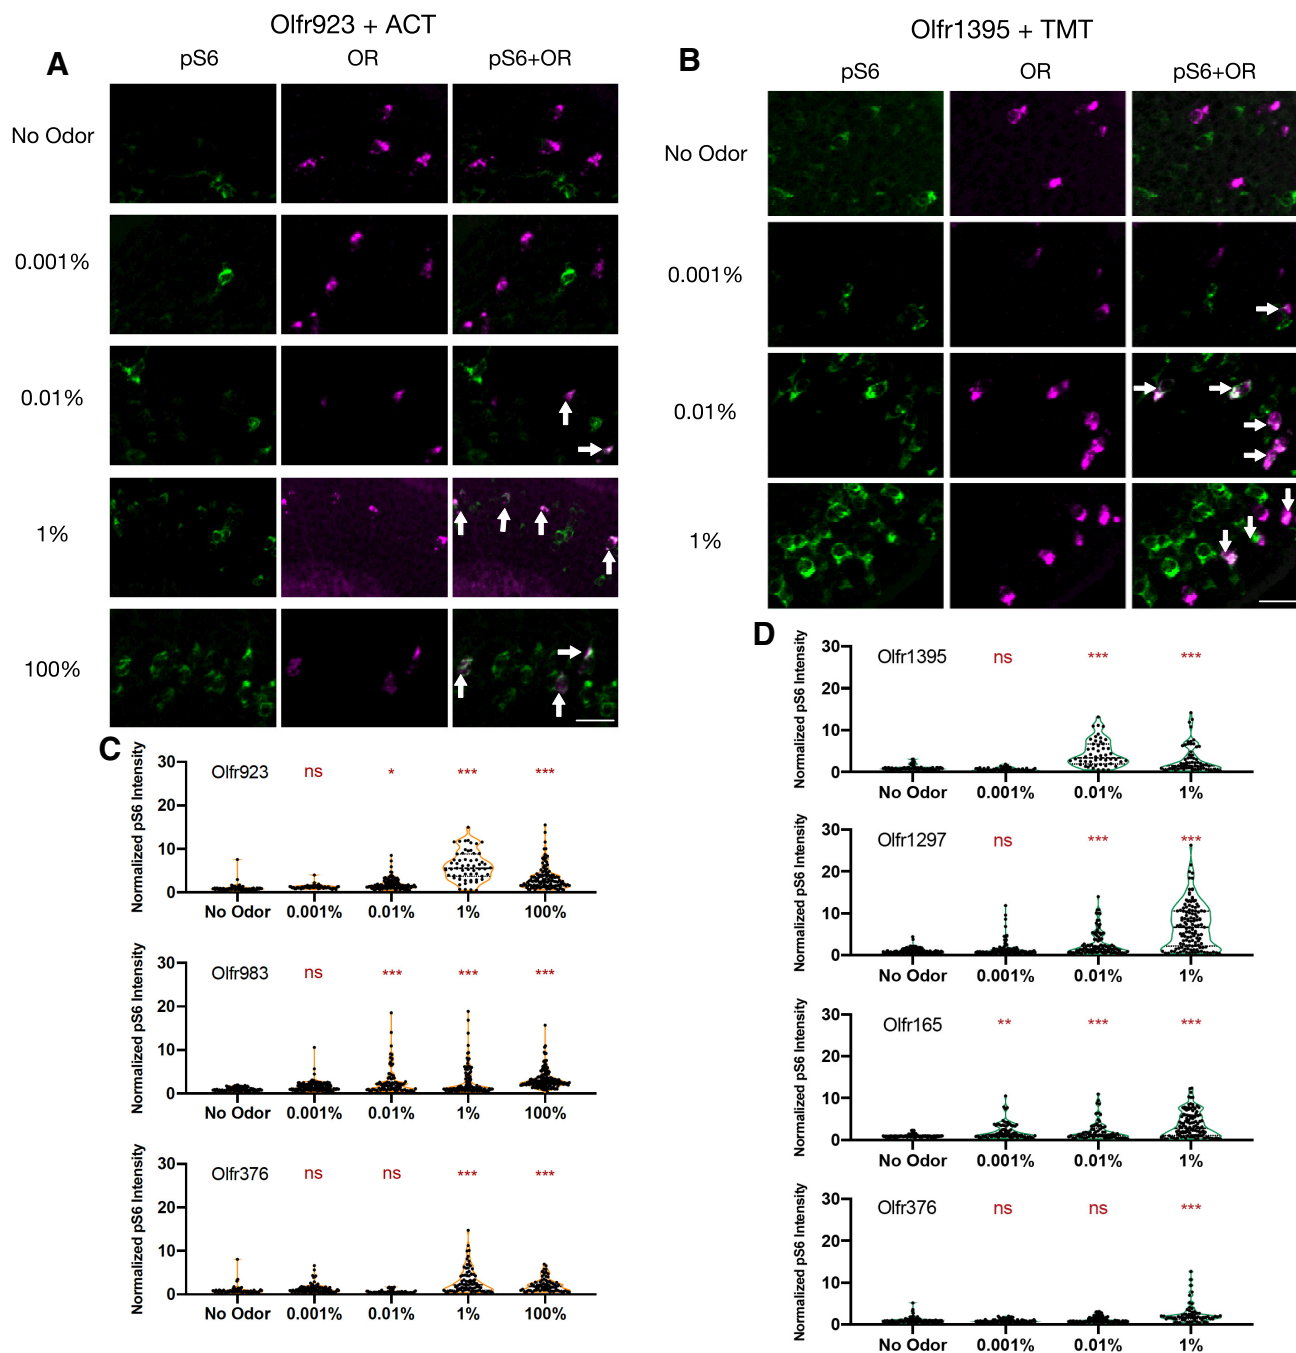 Olfr923 + ACT
A
pS6 OR pS6+OR
No Odor
0.001%
0.01%
1%
100%
Olfr1395 + TMT
B
pS6 OR pS6+OR
No Odor
0.001%
0.01%
1%
C
Normalized pS6 Intensity
30
20
10
0
Olfr923 ns * *** ***
No Odor 0.001% 0.01% 1% 100%
Normalized pS6 Intensity
30
20
10
0
Olfr983 ns *** *** ***
No Odor 0.001% 0.01% 1% 100%
Normalized pS6 Intensity
30
20
10
0
Olfr376 ns ns *** ***
No Odor 0.001% 0.01% 1% 100%
D
Normalized pS6 Intensity
30
20
10
0
Olfr1395 ns *** ***
No Odor 0.001% 0.01% 1%
Normalized pS6 Intensity
30
20
10
0
Olfr1297 ns *** ***
No Odor 0.001% 0.01% 1%
Normalized pS6 Intensity
30
20
10
0
Olfr165 ** *** ***
No Odor 0.001% 0.01% 1%
Normalized pS6 Intensity
30
20
10
0
Olfr376 ns ns ***
No Odor 0.001% 0.01% 1%